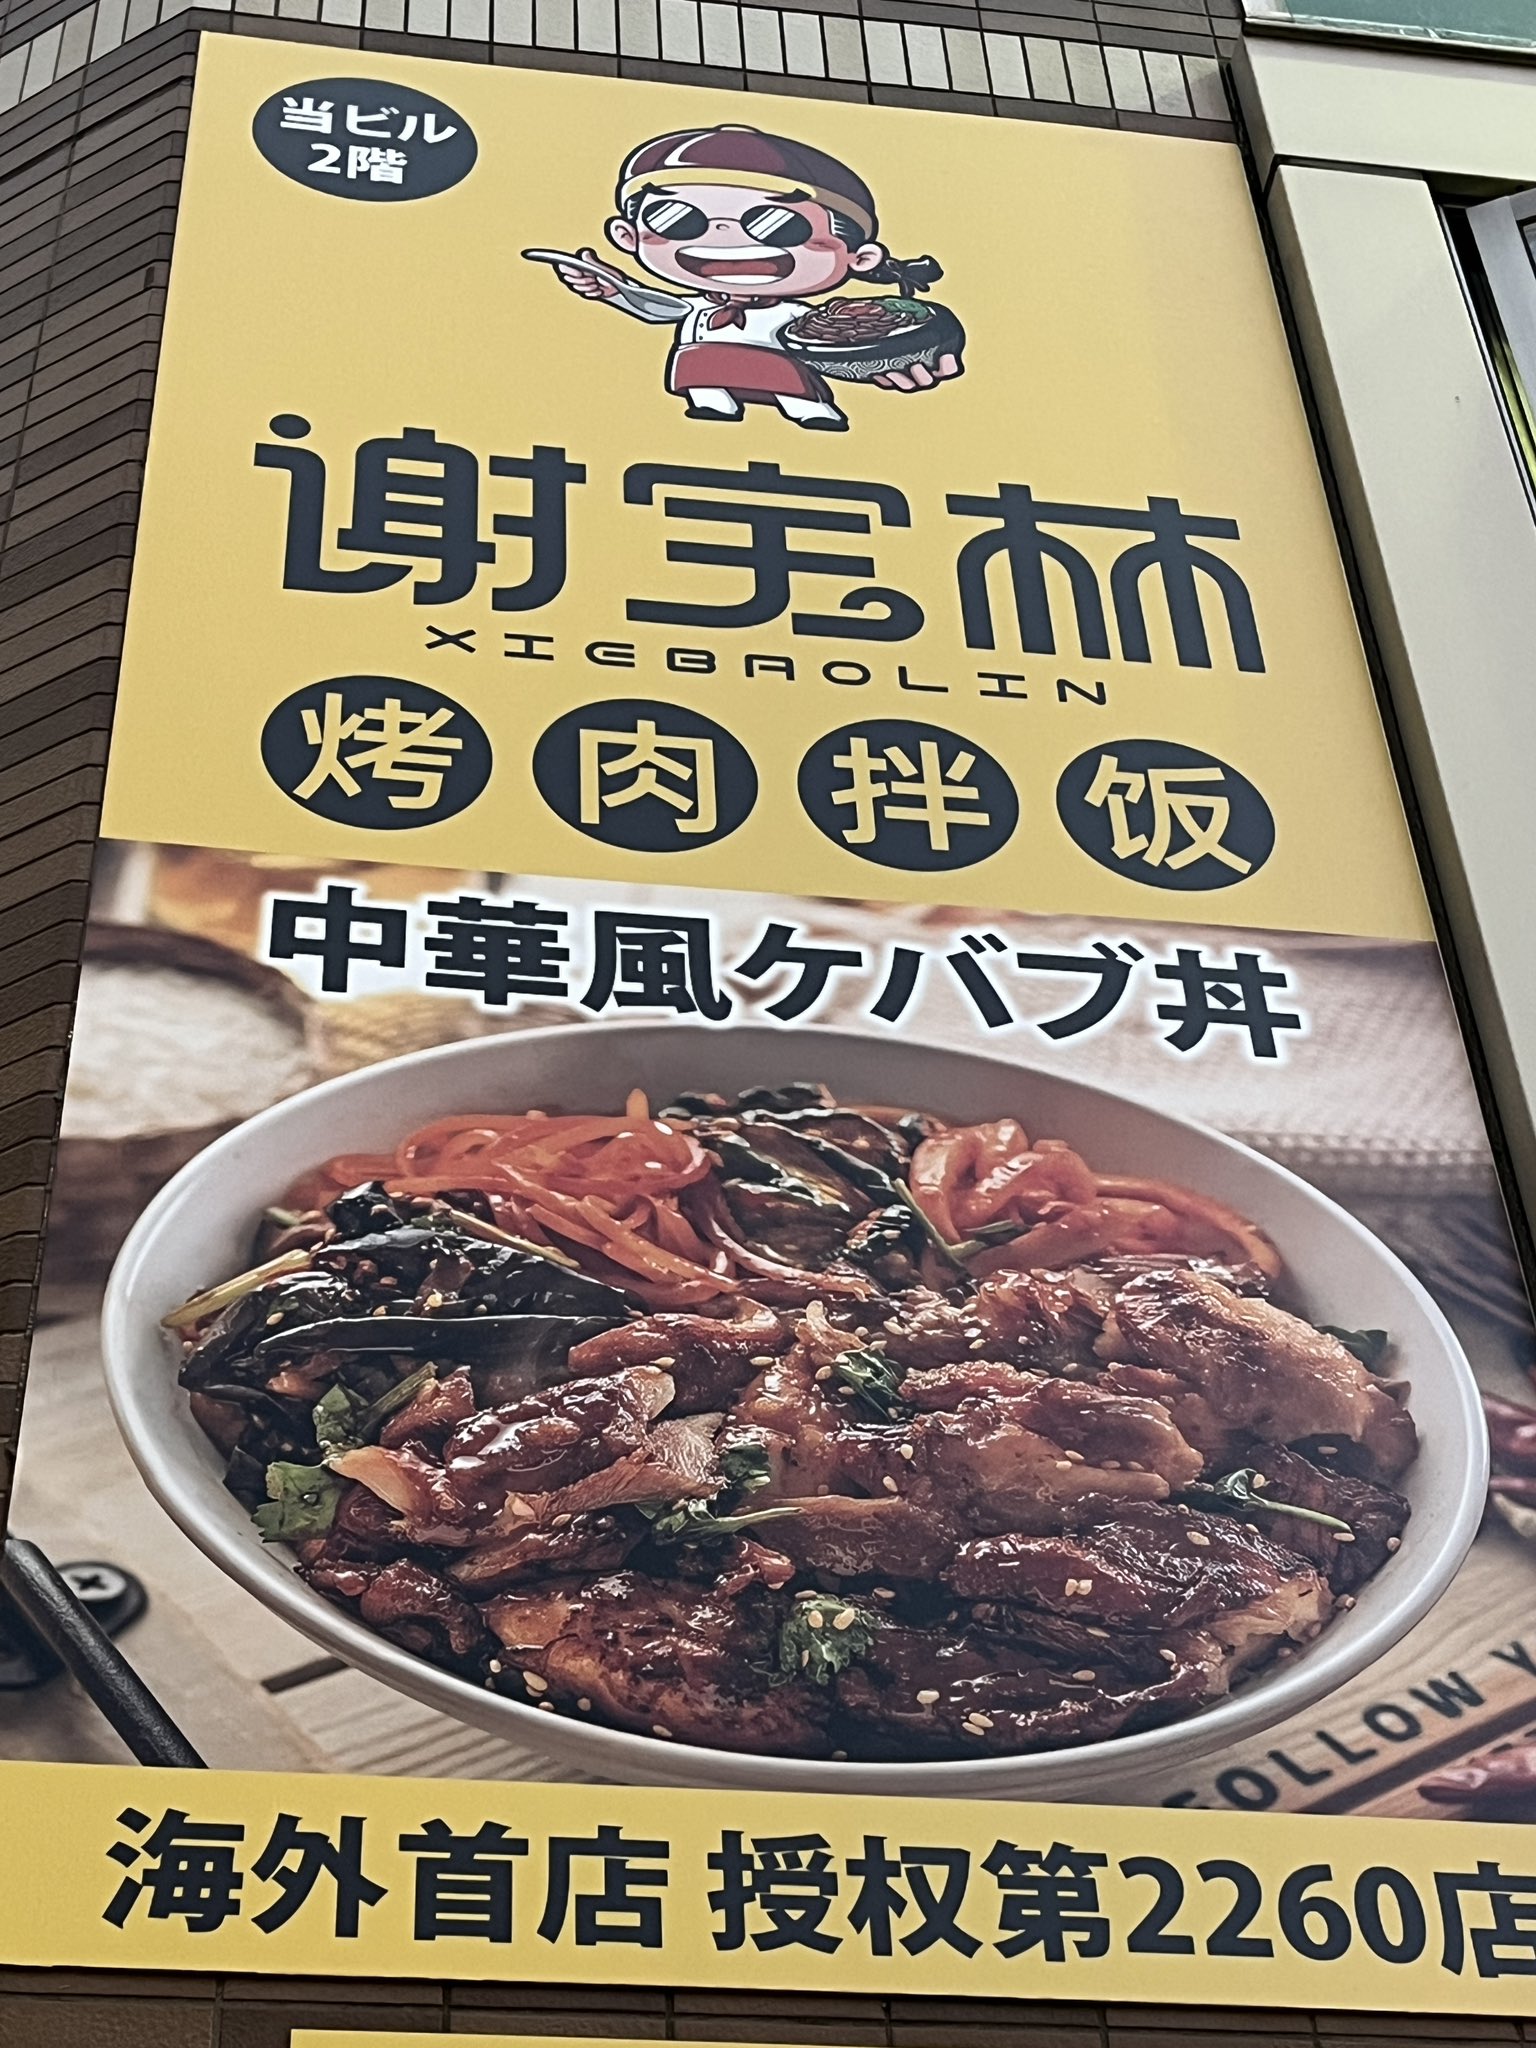 当ビル
2階
谢宝林
XIEBAOLIN
烤肉拌饭
中華風ケバブ丼
FOLLOW
海外首店 授权第2260店